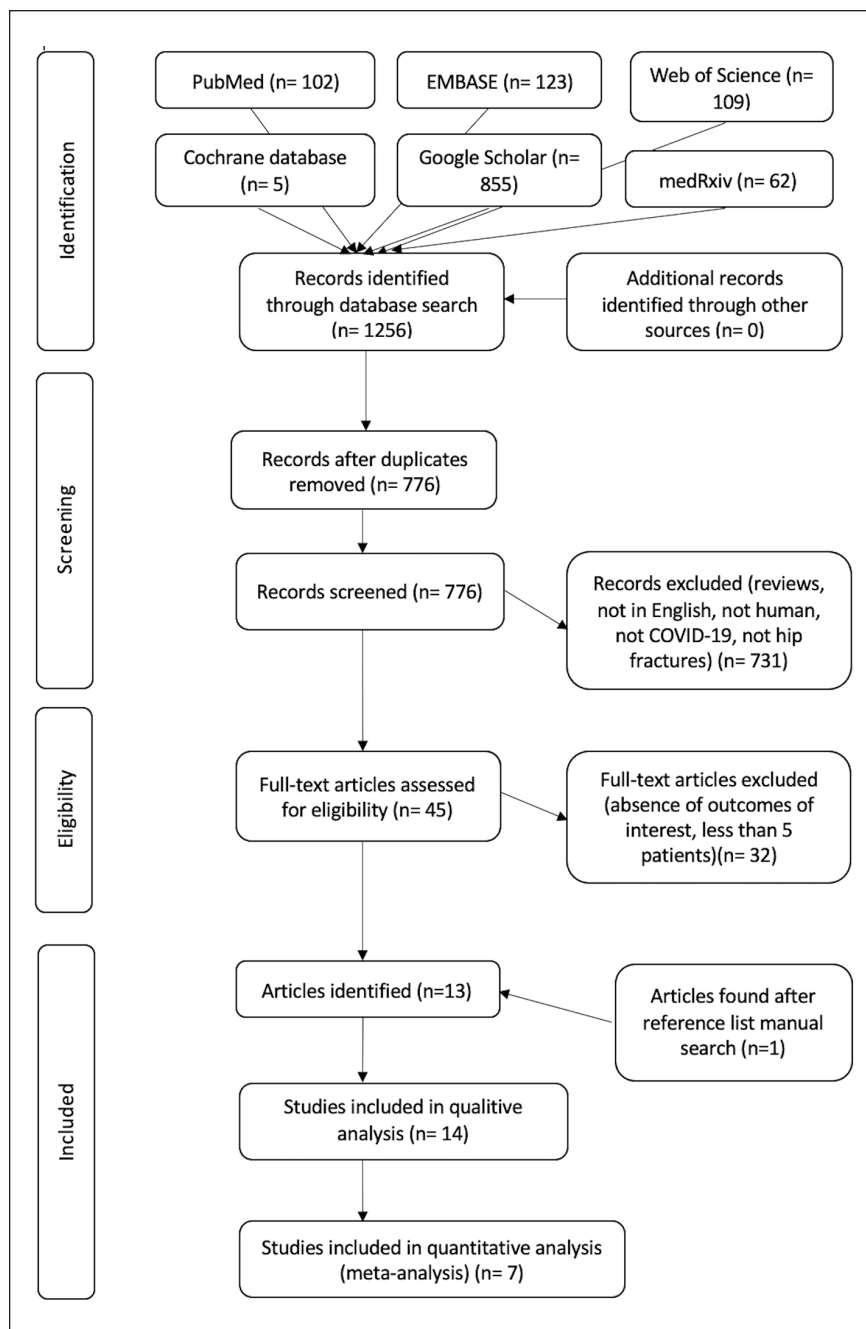 Identification
PubMed (n= 102)
EMBASE (n= 123)
Web of Science (n=
109)
Cochrane database
(n= 5)
Google Scholar (n=
855)
medRxiv (n= 62)
Records identified
through database search
(n= 1256)
Additional records
identified through other
sources (n= 0)
Screening
Records after duplicates
removed (n= 776)
Records screened (n= 776)
Records excluded (reviews,
not in English, not human,
not COVID-19, not hip
fractures) (n= 731)
Eligibility
Full-text articles assessed
for eligibility (n= 45)
Full-text articles excluded
(absence of outcomes of
interest, less than 5
patients)(n= 32)
Included
Articles identified (n=13)
Articles found after
reference list manual
search (n=1)
Studies included in qualitive
analysis (n= 14)
Studies included in quantitative analysis
(meta-analysis) (n= 7)